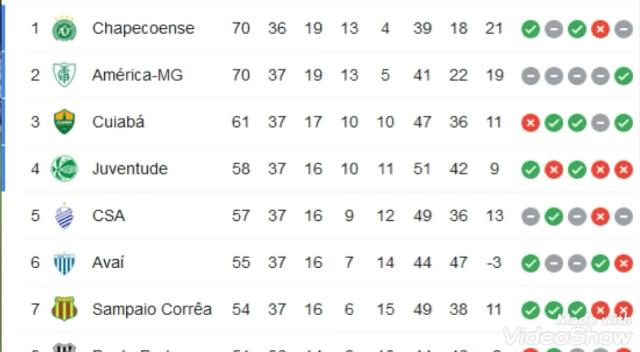 1 Chapecoense 70 36 19 13 4 39 18 21
2 América-MG 70 37 19 13 5 41 22 19
3 Cuiabá 61 37 17 10 10 47 36 11
4 Juventude 58 37 16 10 11 51 42 9
5 CSA 57 37 16 9 12 49 36 13
6 Avaí 55 37 16 7 14 44 47 -3
7 Sampaio Corrêa 54 37 16 6 15 49 38 11
Made with
VideoShow